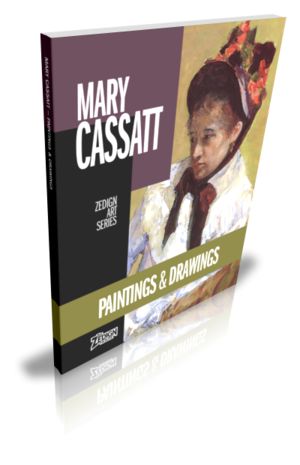 MARY CASSATT – PAINTINGS & DRAWINGS
MARY
CASSATT
ZEDIGN
ART
SERIES
PAINTINGS & DRAWINGS
ZEDIGN